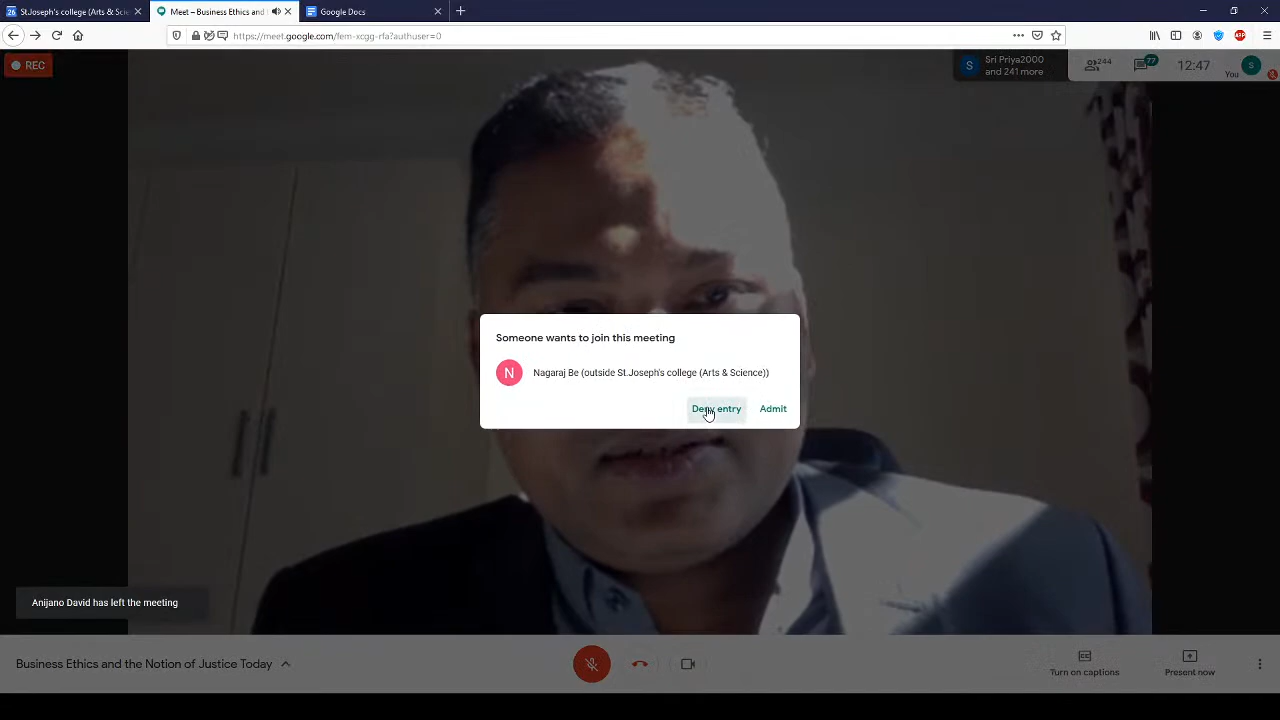 26 St.Joseph's college (Arts & Scie
Meet – Business Ethics and
Google Docs
https://meet.google.com/fem-xcgg-rfa?authuser=0
ABP
REC
S Sri Priya2000
and 241 more
244
77
12:47
You
S
Someone wants to join this meeting
N Nagaraj Be (outside St.Joseph's college (Arts & Science))
Deny entry Admit
Anijano David has left the meeting
Business Ethics and the Notion of Justice Today
Turn on captions
Present now